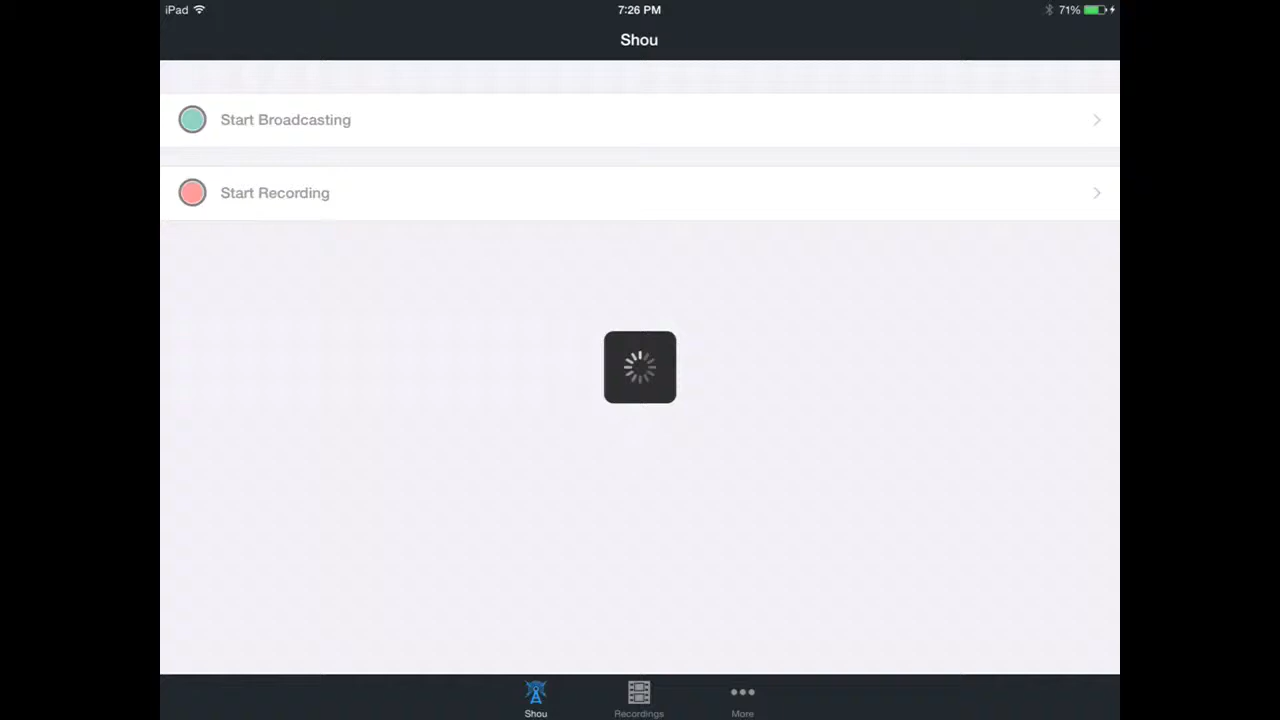 iPad 7:26 PM 71%
Shou
Start Broadcasting
Start Recording
Shou Recordings More